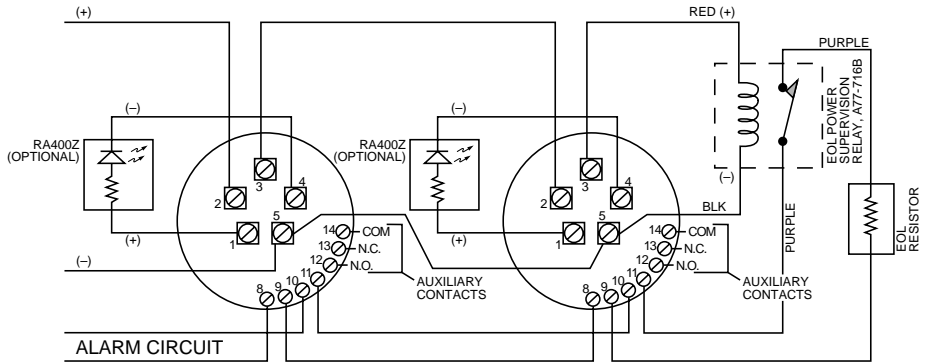 (+)
RED (+)
PURPLE
(–)
(–)
RA400Z
(OPTIONAL)
RA400Z
(OPTIONAL)
EOL POWER
SUPERVISION
RELAY, A77-716B
3
3
2
4
2
4
(–)
1
5
1
5
BLK
(+)
(+)
14
COM
14
COM
13
N.C.
13
N.C.
12
N.O.
12
N.O.
PURPLE
EOL
RESISTOR
(–)
11
11
10
10
9
9
8
8
AUXILIARY
CONTACTS
AUXILIARY
CONTACTS
ALARM CIRCUIT